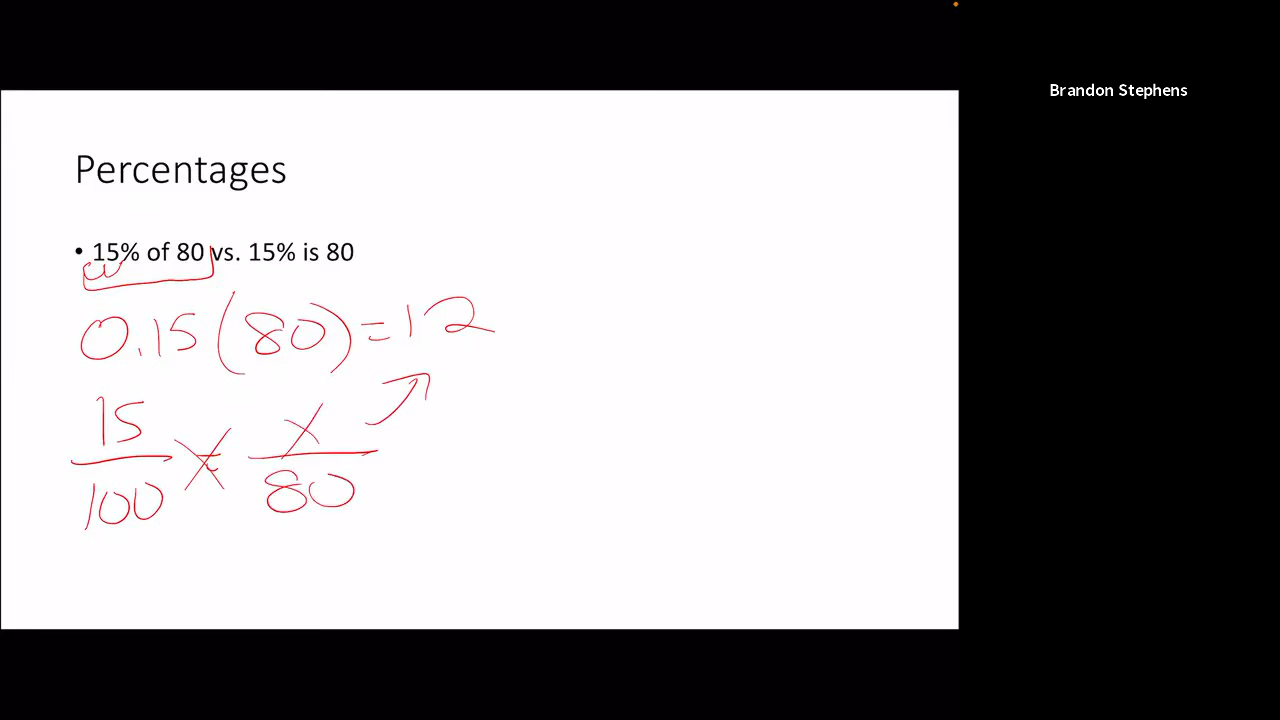 Brandon Stephens
Percentages
• 15% of 80 vs. 15% is 80
0.15(80)=12
15/100 = x/80